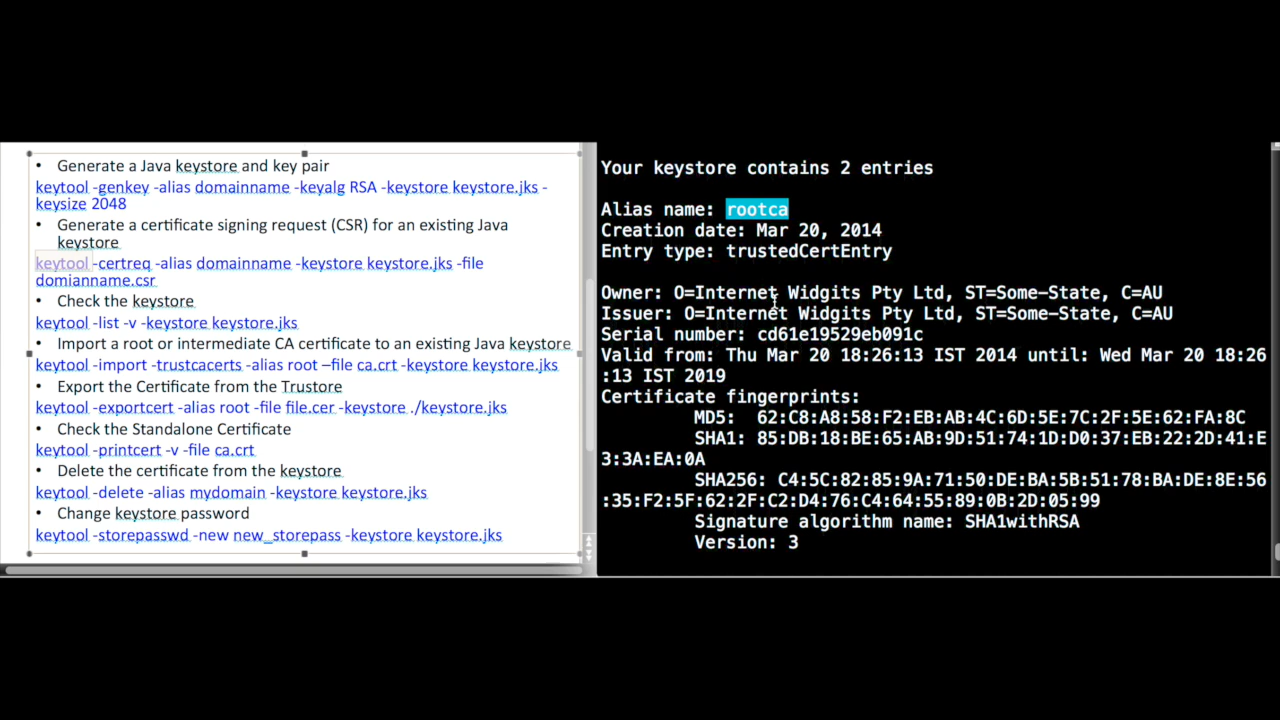 • Generate a Java keystore and key pair
keytool -genkey -alias domainname -keyalg RSA -keystore keystore.jks -
keysize 2048
• Generate a certificate signing request (CSR) for an existing Java
keystore
keytool -certreq -alias domainname -keystore keystore.jks -file
domianname.csr
• Check the keystore
keytool -list -v -keystore keystore.jks
• Import a root or intermediate CA certificate to an existing Java keystore
keytool -import -trustcacerts -alias root –file ca.crt -keystore keystore.jks
• Export the Certificate from the Trustore
keytool -exportcert -alias root -file file.cer -keystore ./keystore.jks
• Check the Standalone Certificate
keytool -printcert -v -file ca.crt
• Delete the certificate from the keystore
keytool -delete -alias mydomain -keystore keystore.jks
• Change keystore password
keytool -storepasswd -new new_storepass -keystore keystore.jks
Your keystore contains 2 entries
Alias name: rootca
Creation date: Mar 20, 2014
Entry type: trustedCertEntry
Owner: O=Internet Widgits Pty Ltd, ST=Some-State, C=AU
Issuer: O=Internet Widgits Pty Ltd, ST=Some-State, C=AU
Serial number: cd61e19529eb091c
Valid from: Thu Mar 20 18:26:13 IST 2014 until: Wed Mar 20 18:26
:13 IST 2019
Certificate fingerprints:
MD5: 62:C8:A8:58:F2:EB:AB:4C:6D:5E:7C:2F:5E:62:FA:8C
SHA1: 85:DB:18:BE:65:AB:9D:51:74:1D:D0:37:EB:22:2D:41:E
3:3A:EA:0A
SHA256: C4:5C:82:85:9A:71:50:DE:BA:5B:51:78:BA:DE:8E:56
:35:F2:5F:62:2F:C2:D4:76:C4:64:55:89:0B:2D:05:99
Signature algorithm name: SHA1withRSA
Version: 3